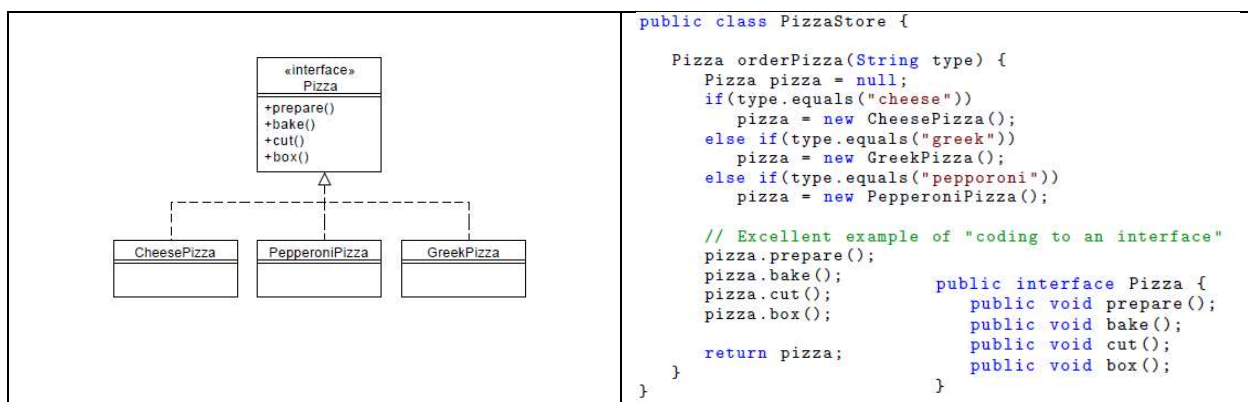 «interface»
Pizza
+prepare()
+bake()
+cut()
+box()
CheesePizza
PepperoniPizza
GreekPizza
public class PizzaStore {
Pizza orderPizza(String type) {
Pizza pizza = null;
if(type.equals("cheese"))
pizza = new CheesePizza();
else if(type.equals("greek"))
pizza = new GreekPizza();
else if(type.equals("pepporoni"))
pizza = new PepperoniPizza();
// Excellent example of "coding to an interface"
pizza.prepare();
pizza.bake();
pizza.cut();
pizza.box();
return pizza;
}
}
public interface Pizza {
public void prepare();
public void bake();
public void cut();
public void box();
}